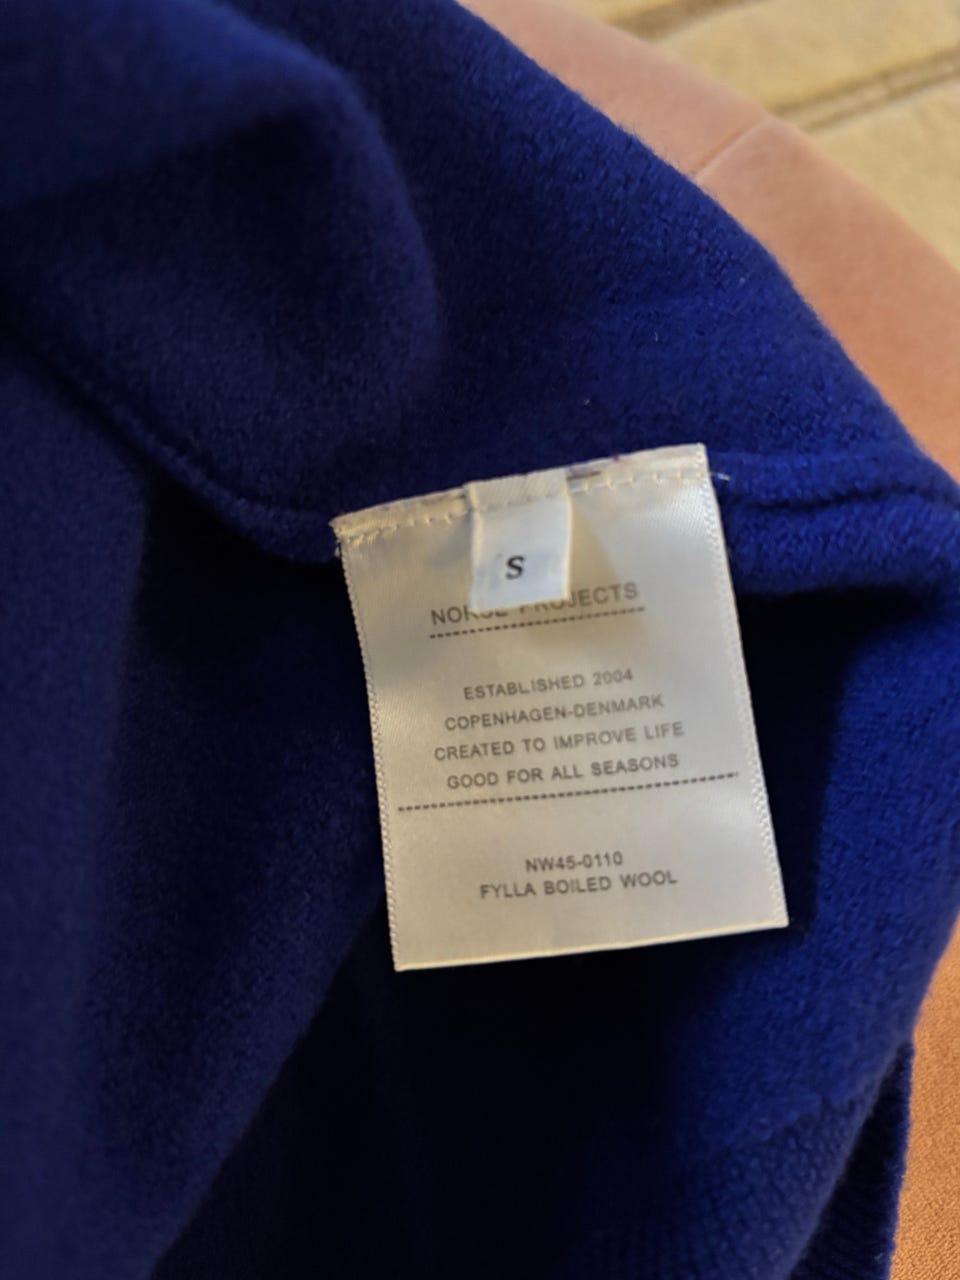 S
NORSE PROJECTS
ESTABLISHED 2004
COPENHAGEN-DENMARK
CREATED TO IMPROVE LIFE
GOOD FOR ALL SEASONS
NW45-0110
FYLLA BOILED WOOL